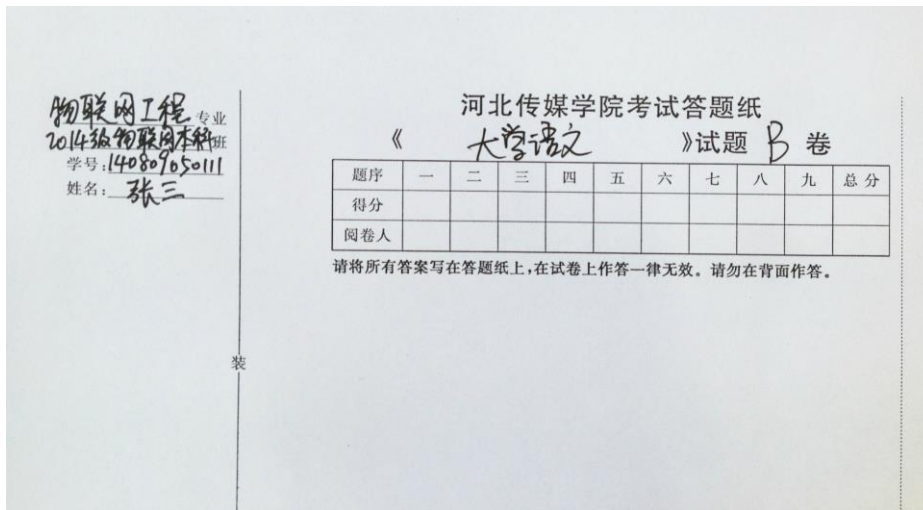 物联网工程专业
2014级物联网本科班
学号:140809050111
姓名:张三
河北传媒学院考试答题纸
《大学语文》试题B卷
题序 一 二 三 四 五 六 七 八 九 总分
得分
阅卷人
请将所有答案写在答题纸上,在试卷上作答一律无效。请勿在背面作答。
装